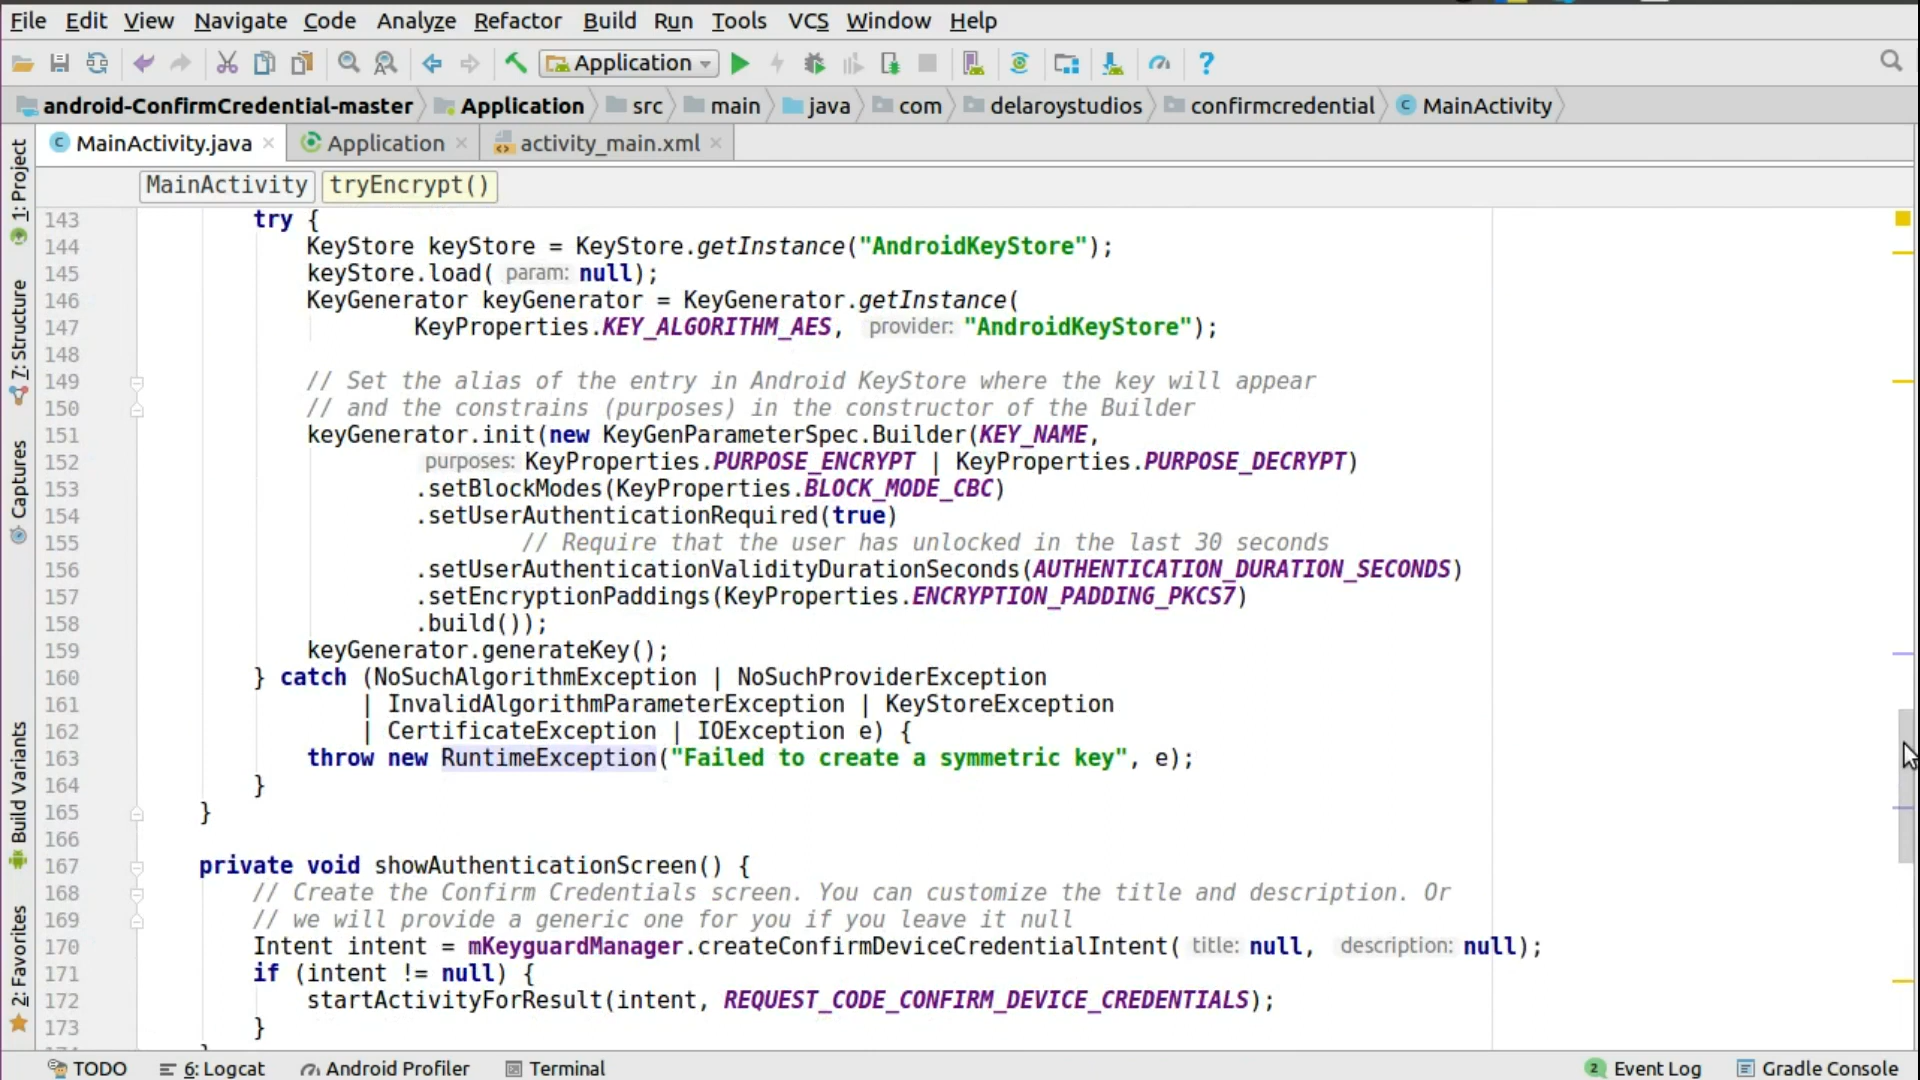 File Edit View Navigate Code Analyze Refactor Build Run Tools VCS Window Help
Application
android-ConfirmCredential-master Application src main java com delaroystudios confirmcredential MainActivity
MainActivity.java Application activity_main.xml
MainActivity tryEncrypt()
1: Project
7: Structure
Captures
Build Variants
2: Favorites
143 try {
144 KeyStore keyStore = KeyStore.getInstance("AndroidKeyStore");
145 keyStore.load( param: null);
146 KeyGenerator keyGenerator = KeyGenerator.getInstance(
147 KeyProperties.KEY_ALGORITHM_AES, provider: "AndroidKeyStore");
148
149 // Set the alias of the entry in Android KeyStore where the key will appear
150 // and the constrains (purposes) in the constructor of the Builder
151 keyGenerator.init(new KeyGenParameterSpec.Builder(KEY_NAME,
152 purposes: KeyProperties.PURPOSE_ENCRYPT | KeyProperties.PURPOSE_DECRYPT)
153 .setBlockModes(KeyProperties.BLOCK_MODE_CBC)
154 .setUserAuthenticationRequired(true)
155 // Require that the user has unlocked in the last 30 seconds
156 .setUserAuthenticationValidityDurationSeconds(AUTHENTICATION_DURATION_SECONDS)
157 .setEncryptionPaddings(KeyProperties.ENCRYPTION_PADDING_PKCS7)
158 .build());
159 keyGenerator.generateKey();
160 } catch (NoSuchAlgorithmException | NoSuchProviderException
161 | InvalidAlgorithmParameterException | KeyStoreException
162 | CertificateException | IOException e) {
163 throw new RuntimeException("Failed to create a symmetric key", e);
164 }
165 }
166
167 private void showAuthenticationScreen() {
168 // Create the Confirm Credentials screen. You can customize the title and description. Or
169 // we will provide a generic one for you if you leave it null
170 Intent intent = mKeyguardManager.createConfirmDeviceCredentialIntent( title: null, description: null);
171 if (intent != null) {
172 startActivityForResult(intent, REQUEST_CODE_CONFIRM_DEVICE_CREDENTIALS);
173 }
TODO 6: Logcat Android Profiler Terminal 2 Event Log Gradle Console